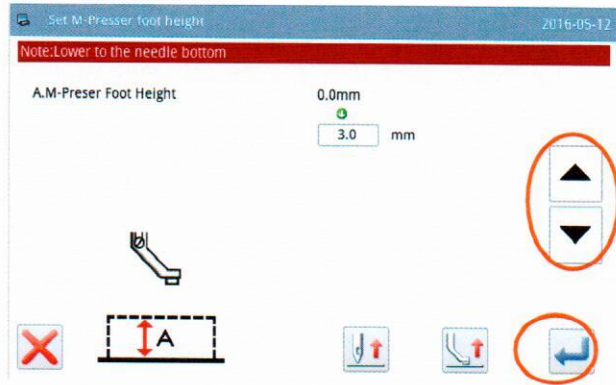 Set M-Presser foot height 2016-05-12
Note:Lower to the needle bottom
A.M-Preser Foot Height 0.0mm
3.0 mm
A